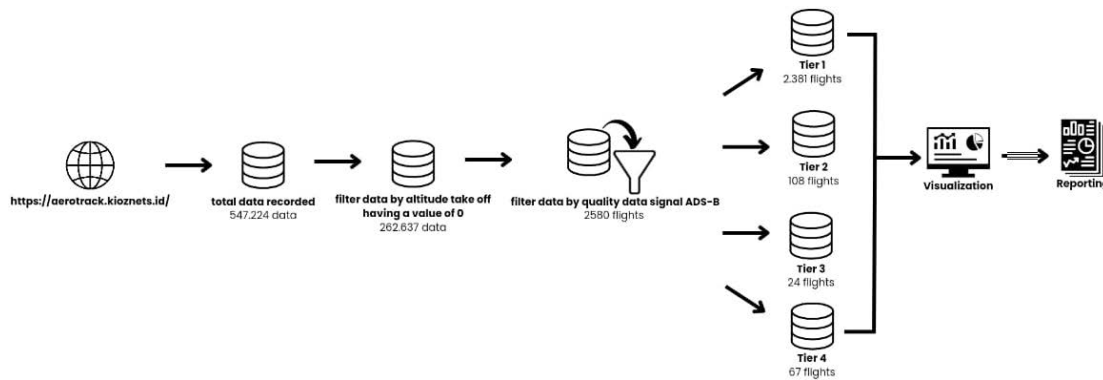 https://aerotrack.kioznets.id/
total data recorded
547.224 data
filter data by altitude take off
having a value of 0
262.637 data
filter data by quality data signal ADS-B
2580 flights
Tier 1
2.381 flights
Tier 2
108 flights
Tier 3
24 flights
Tier 4
67 flights
Visualization
Reporting